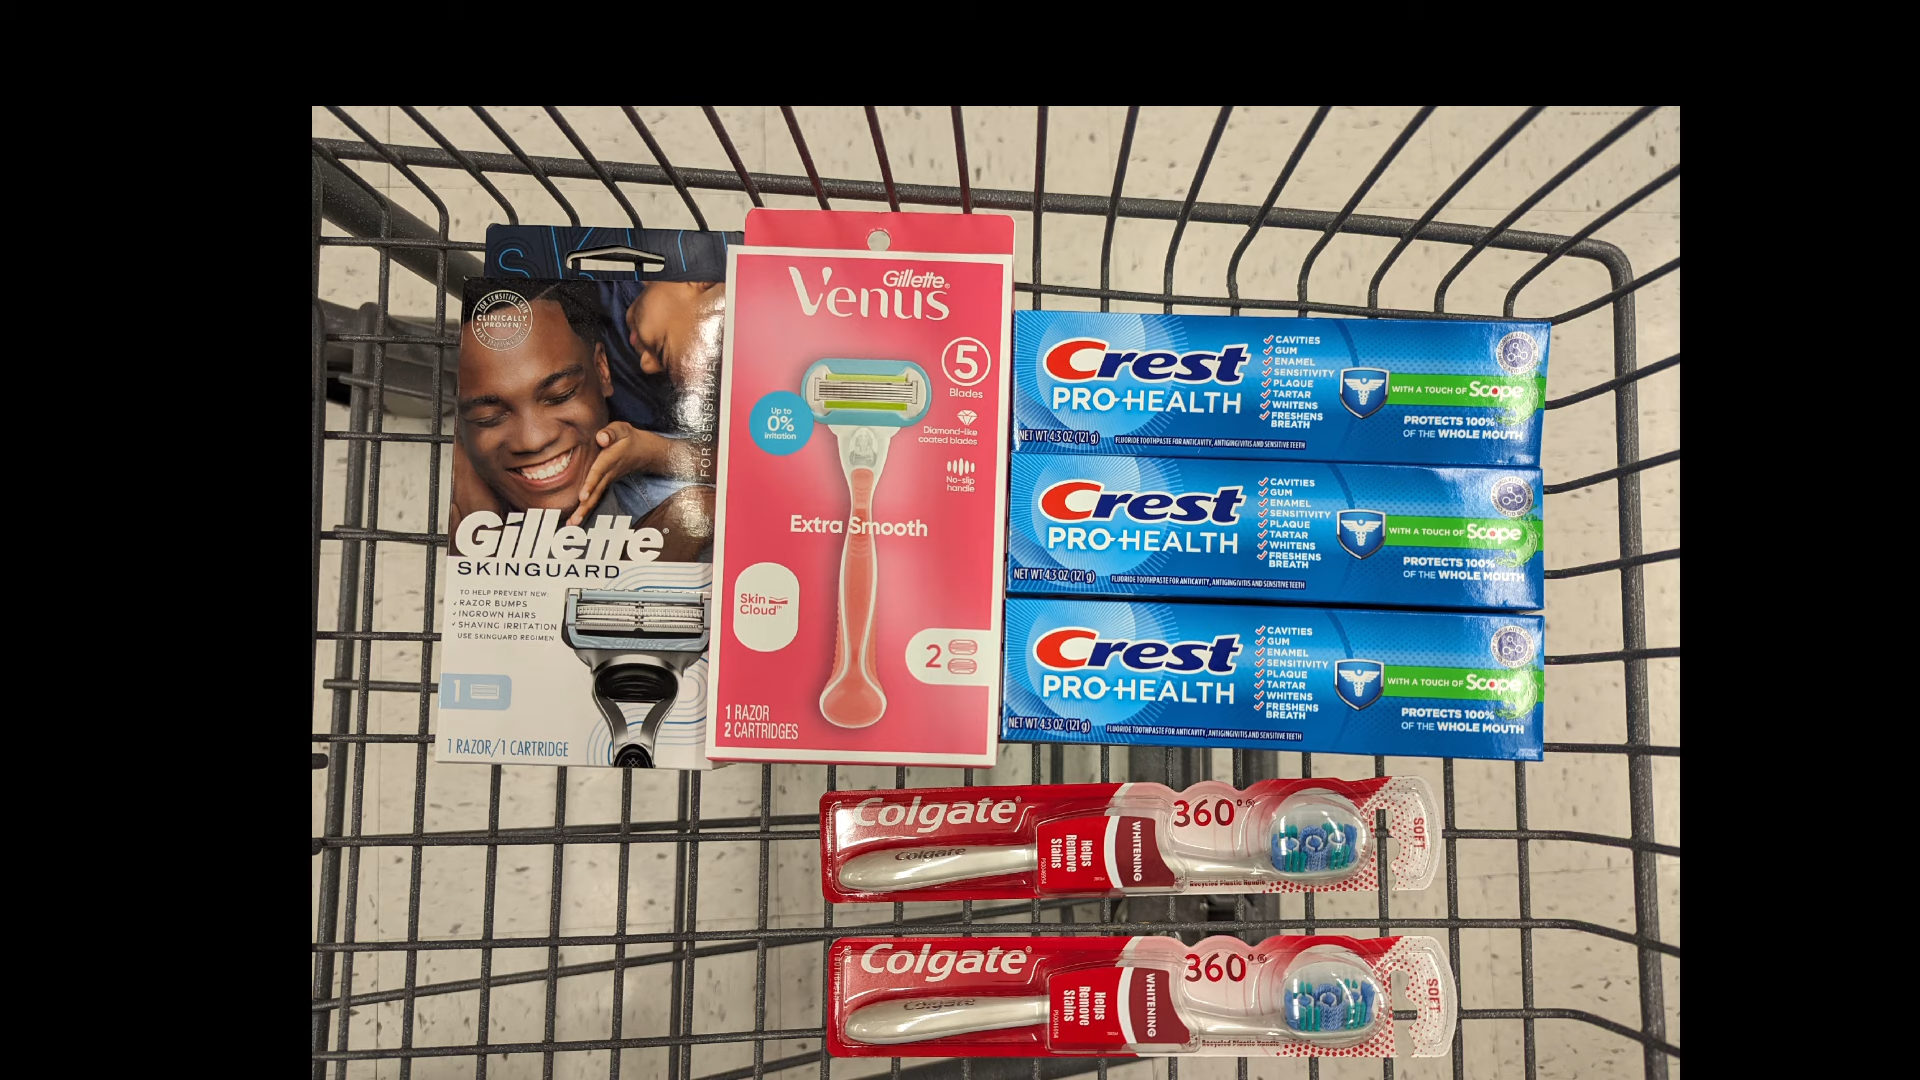 SK
FOR SENSITIVE SKIN
CLINICALLY
PROVEN
FOR SENSITIVE
Gillette®
SKINGUARD
TO HELP PREVENT NEW:
RAZOR BUMPS
INGROWN HAIRS
SHAVING IRRITATION
USE SKINGUARD REGIMEN
1
1 RAZOR/1 CARTRIDGE
Gillette®
Venus
5
Blades
Up to
0%
irritation
Diamond-like
coated blades
No-slip
handle
Extra Smooth
Skin
Cloud™
2
1 RAZOR
2 CARTRIDGES
Crest
PRO-HEALTH
CAVITIES
GUM
ENAMEL
SENSITIVITY
PLAQUE
TARTAR
WHITENS
FRESHENS
BREATH
WITH A TOUCH OF Scope
PROTECTS 100%
OF THE WHOLE MOUTH
NET WT 4.3 OZ (121 g)
FLUORIDE TOOTHPASTE FOR ANTICAVITY, ANTIGINGIVITIS AND SENSITIVE TEETH
Crest
PRO-HEALTH
CAVITIES
GUM
ENAMEL
SENSITIVITY
PLAQUE
TARTAR
WHITENS
FRESHENS
BREATH
WITH A TOUCH OF Scope
PROTECTS 100%
OF THE WHOLE MOUTH
NET WT 4.3 OZ (121 g)
FLUORIDE TOOTHPASTE FOR ANTICAVITY, ANTIGINGIVITIS AND SENSITIVE TEETH
Crest
PRO-HEALTH
CAVITIES
GUM
ENAMEL
SENSITIVITY
PLAQUE
TARTAR
WHITENS
FRESHENS
BREATH
WITH A TOUCH OF Scope
PROTECTS 100%
OF THE WHOLE MOUTH
NET WT 4.3 OZ (121 g)
FLUORIDE TOOTHPASTE FOR ANTICAVITY, ANTIGINGIVITIS AND SENSITIVE TEETH
Colgate®
Colgate
Helps
Remove
Stains
WHITENING
360°®
SOFT
Recycled Plastic Handle
Colgate®
Colgate
Helps
Remove
Stains
WHITENING
360°®
SOFT
Recycled Plastic Handle